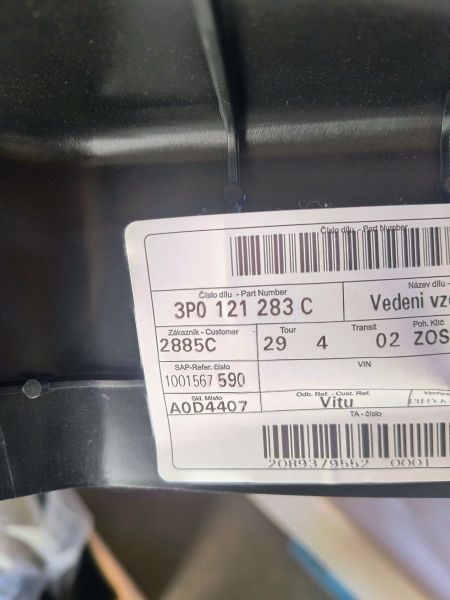 Číslo dílu - Part Number
Číslo dílu - Part Number Název dílu -
3P0 121 283 C Vedeni vz
Zákazník - Customer Tour Transit Poh. Klíč
2885C 29 4 02 ZOS
SAP-Refer. číslo VIN
1001567 590
Skl. Místo Odb. Ref. - Cust. Ref.
A0D4407 Vitu
TA - číslo
2089379552 0001